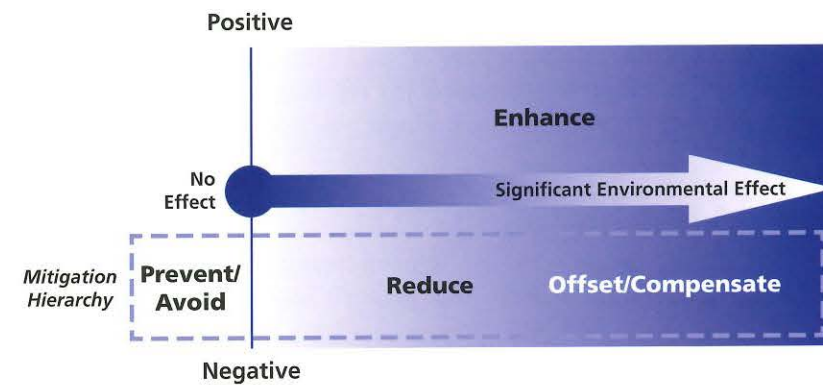 Positive
Enhance
No
Effect
Significant Environmental Effect
Mitigation
Hierarchy
Prevent/
Avoid
Reduce
Offset/Compensate
Negative